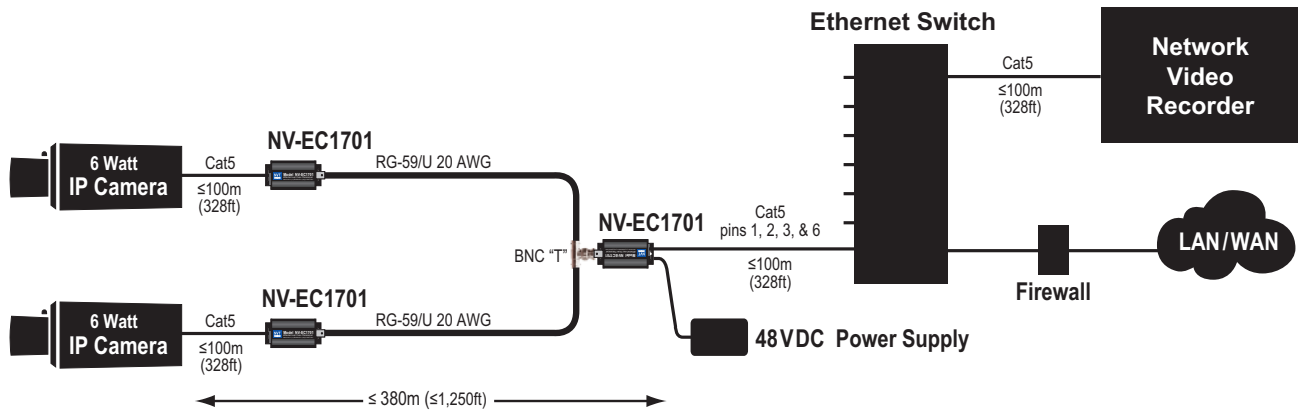 Ethernet Switch
Network
Video
Recorder
Cat5
≤100m
(328ft)
NV-EC1701
6 Watt
IP Camera
Cat5
≤100m
(328ft)
RG-59/U 20 AWG
NV-EC1701
BNC “T”
Cat5
pins 1, 2, 3, & 6
≤100m
(328ft)
LAN/WAN
Firewall
NV-EC1701
6 Watt
IP Camera
Cat5
≤100m
(328ft)
RG-59/U 20 AWG
48VDC Power Supply
≤ 380m (≤1,250ft)